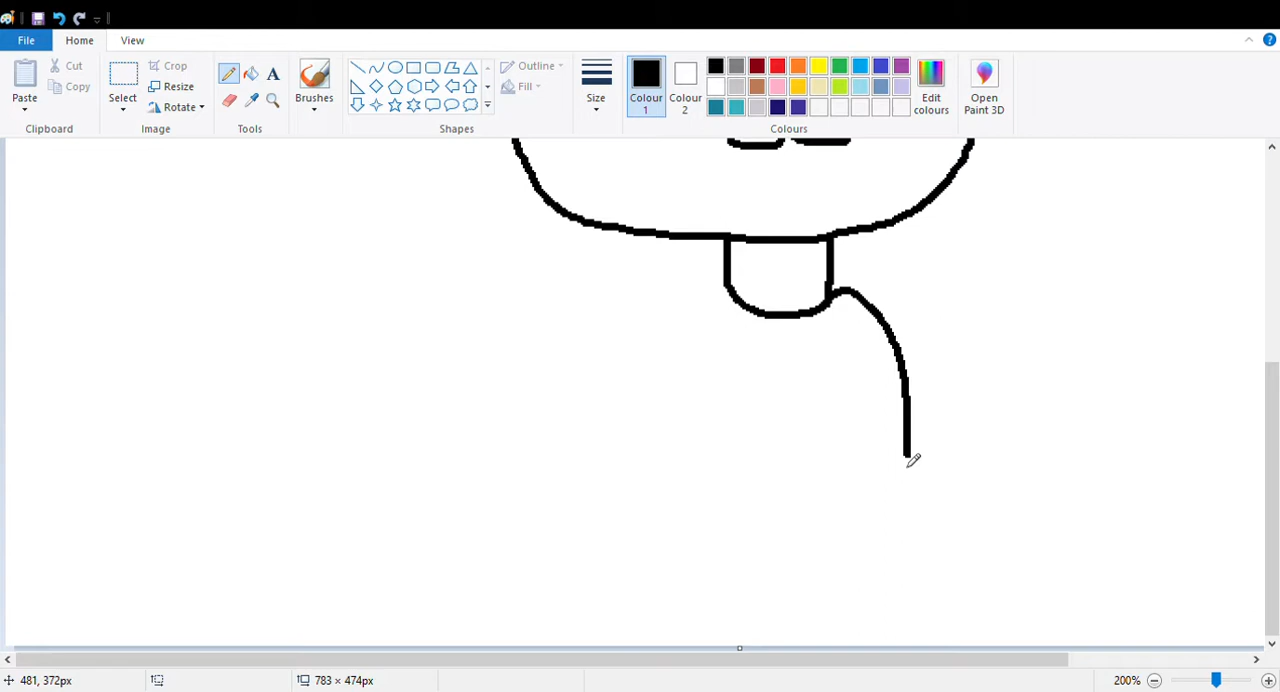 File Home View
Paste Cut Copy
Clipboard
Select Crop Resize Rotate
Image
A
Tools
Brushes
Outline Fill
Shapes
Size
Colour 1 Colour 2 Edit colours
Colours
Open Paint 3D
481, 372px 783 × 474px 200%